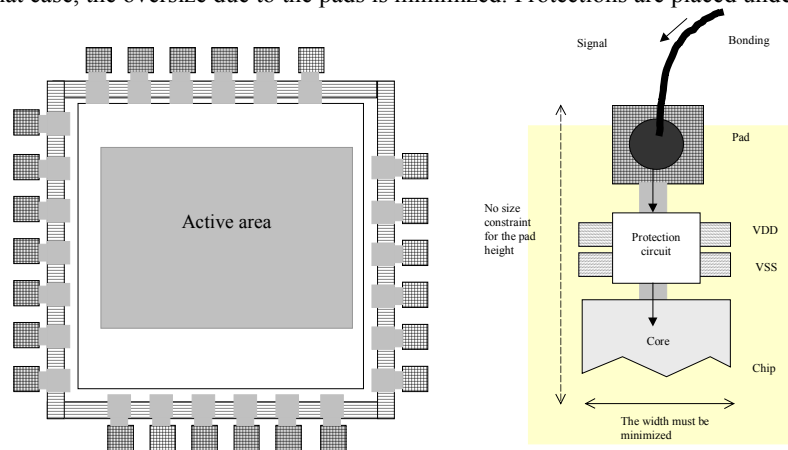 at case, the oversize due to the pads is minimized. Protections are placed unde
Active area
Signal
Bonding
Pad
No size
constraint
for the pad
height
Protection
circuit
VDD
VSS
Core
Chip
The width must be
minimized